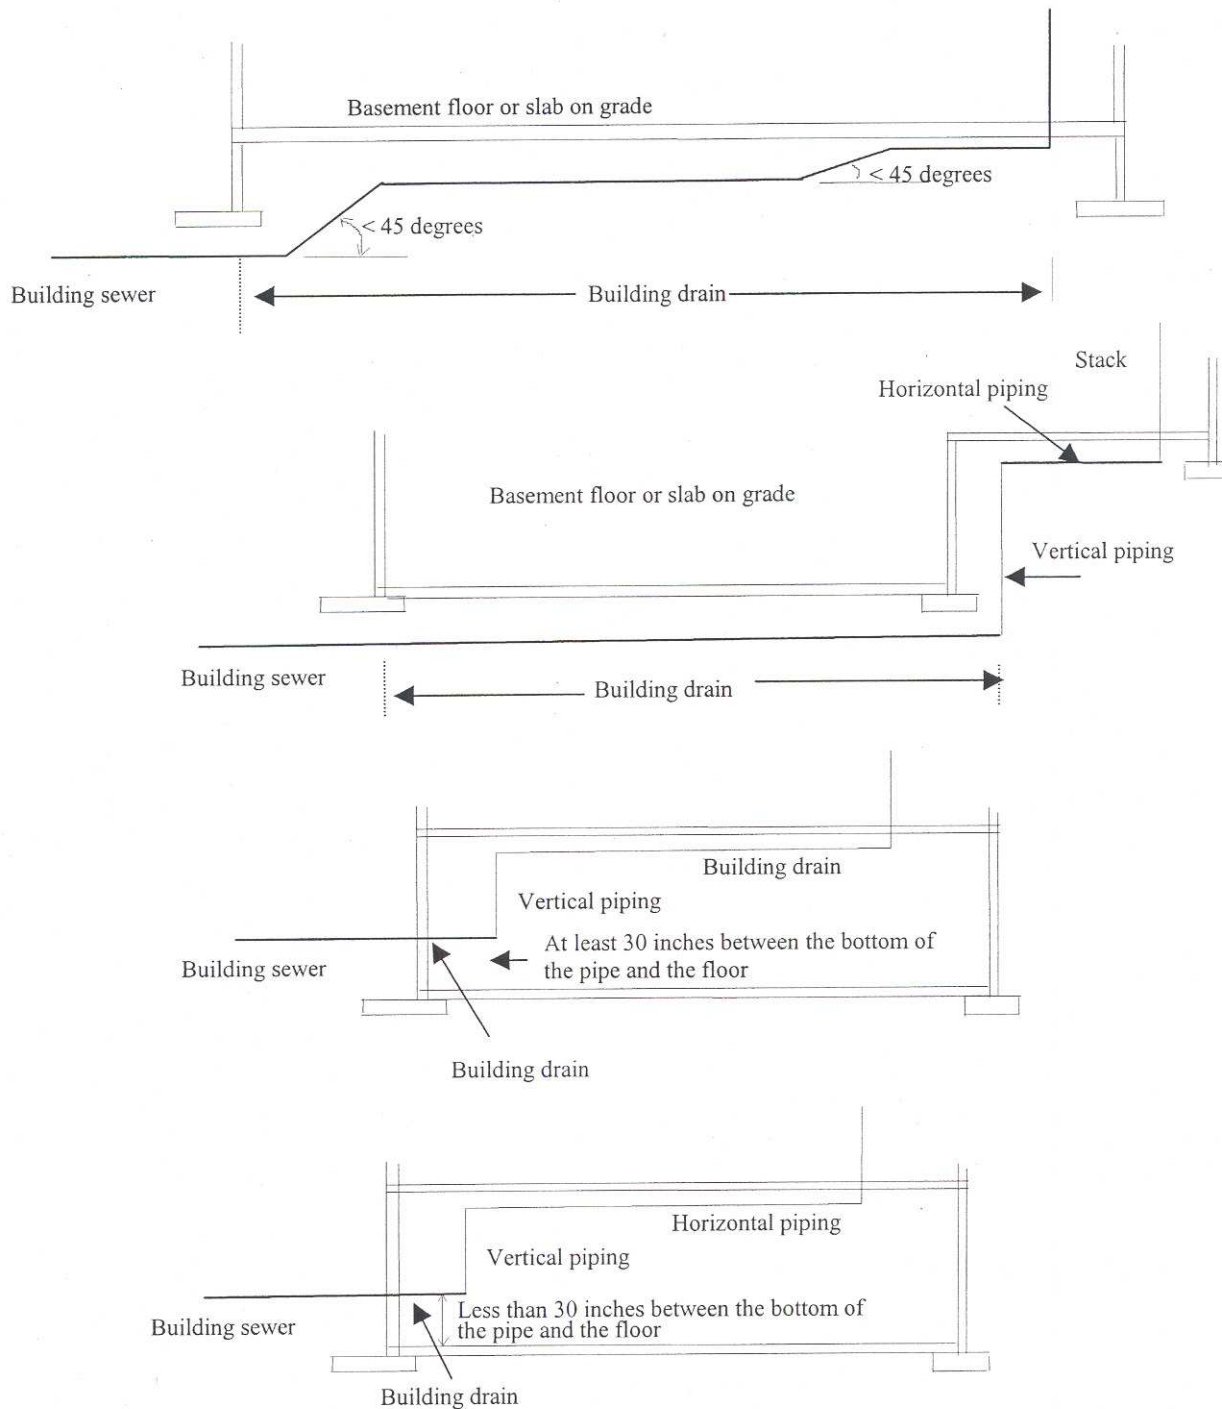 Basement floor or slab on grade
< 45 degrees
< 45 degrees
Building sewer
Building drain
Stack
Horizontal piping
Basement floor or slab on grade
Vertical piping
Building sewer
Building drain
Building drain
Vertical piping
At least 30 inches between the bottom of
the pipe and the floor
Building sewer
Building drain
Horizontal piping
Vertical piping
Less than 30 inches between the bottom of
the pipe and the floor
Building sewer
Building drain